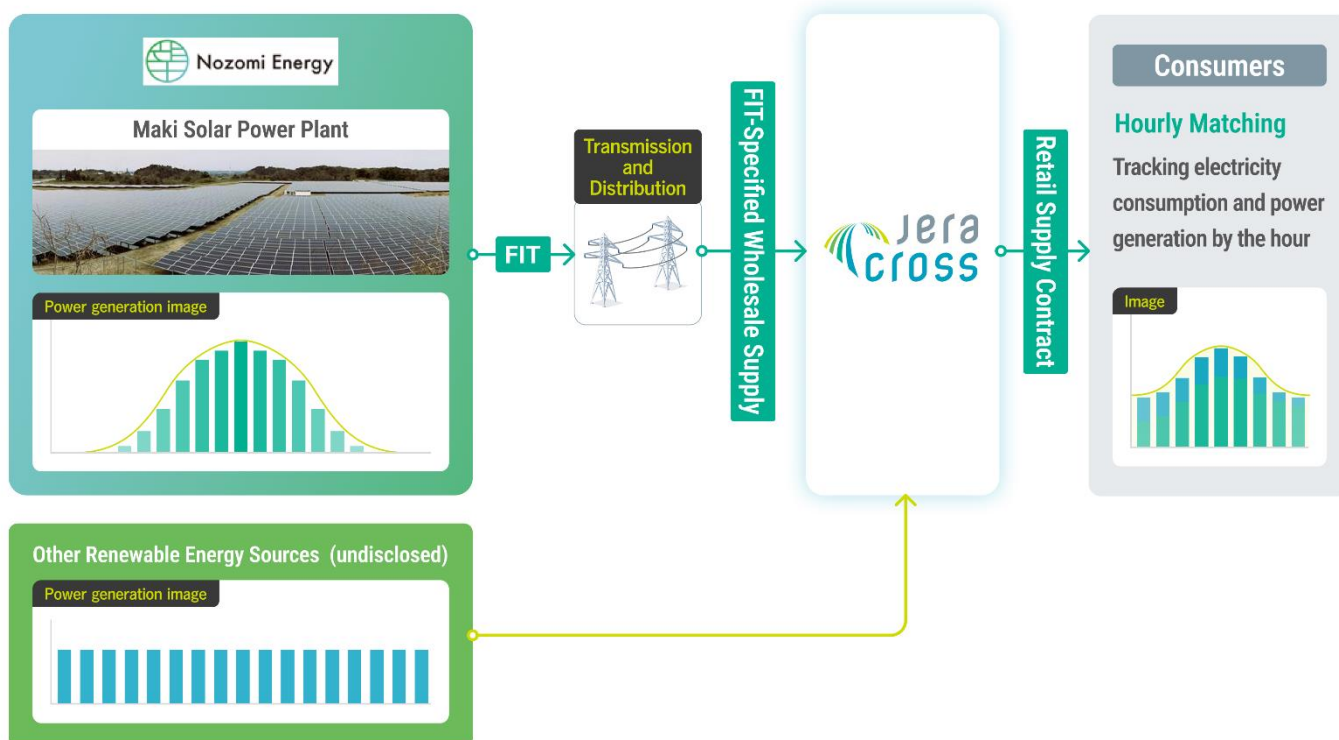 Nozomi Energy
Maki Solar Power Plant
Power generation image
FIT
Transmission
and
Distribution
FIT-Specified Wholesale Supply
Jera
cross
Retail Supply Contract
Consumers
Hourly Matching
Tracking electricity
consumption and power
generation by the hour
Image
Other Renewable Energy Sources (undisclosed)
Power generation image